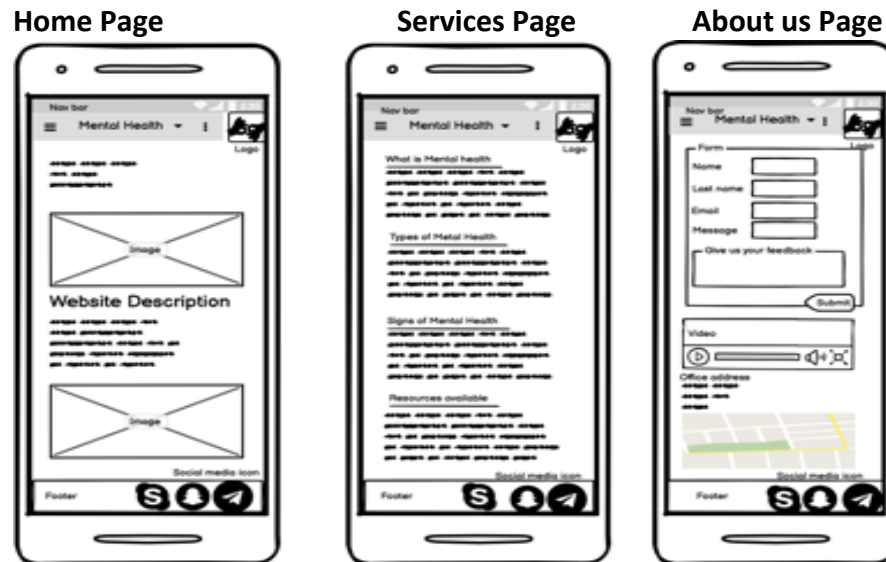 Home Page
Services Page
About us Page
Nav bar
Mental Health
Logo
Image
Website Description
Image
Social media icon
Footer
Nav bar
Mental Health
Logo
What is Mental health
Types of Metal Health
Signs of Mental Health
Resources available
Social media icon
Footer
Nav bar
Mental Health
Logo
Form
Name
Last name
Email
Message
Give us your feedback
Submit
Video
Office address
Social media icon
Footer